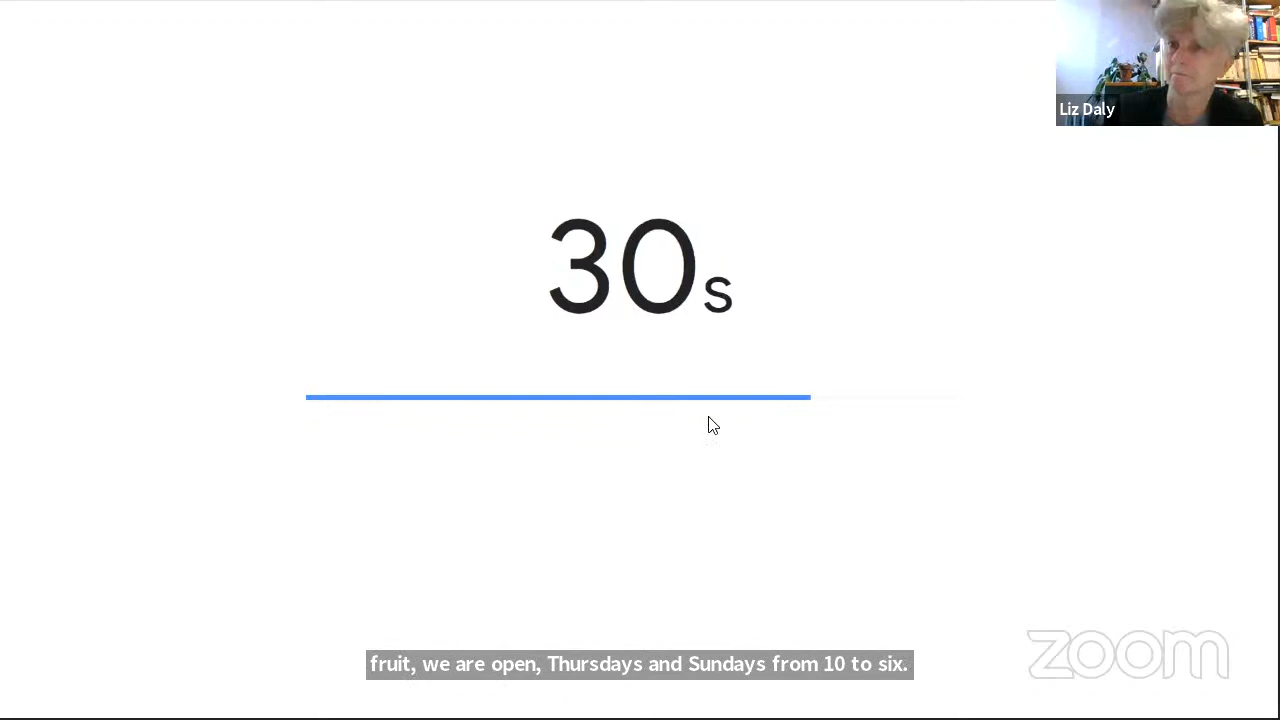 Liz Daly
30s
fruit, we are open, Thursdays and Sundays from 10 to six.
zoom